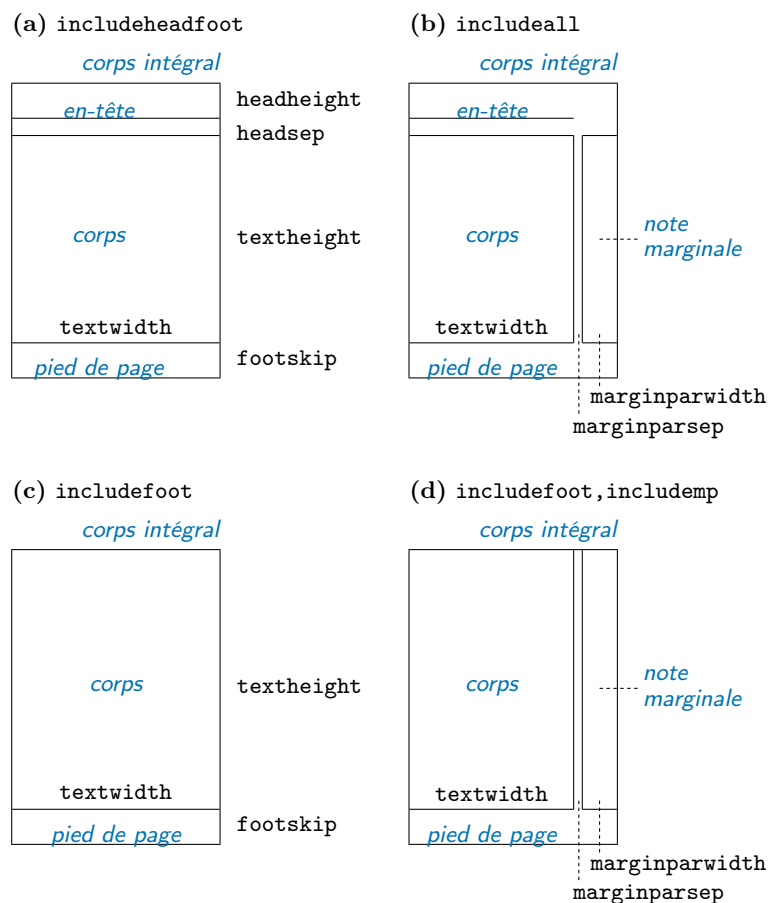 (a) includeheadfoot
corps intégral
en-tête
headheight
headsep
corps
textheight
textwidth
pied de page
footskip
(b) includeall
corps intégral
en-tête
corps
note
marginale
textwidth
pied de page
marginparwidth
marginparsep
(c) includefoot
corps intégral
corps
textheight
textwidth
pied de page
footskip
(d) includefoot,includemp
corps intégral
corps
note
marginale
textwidth
pied de page
marginparwidth
marginparsep